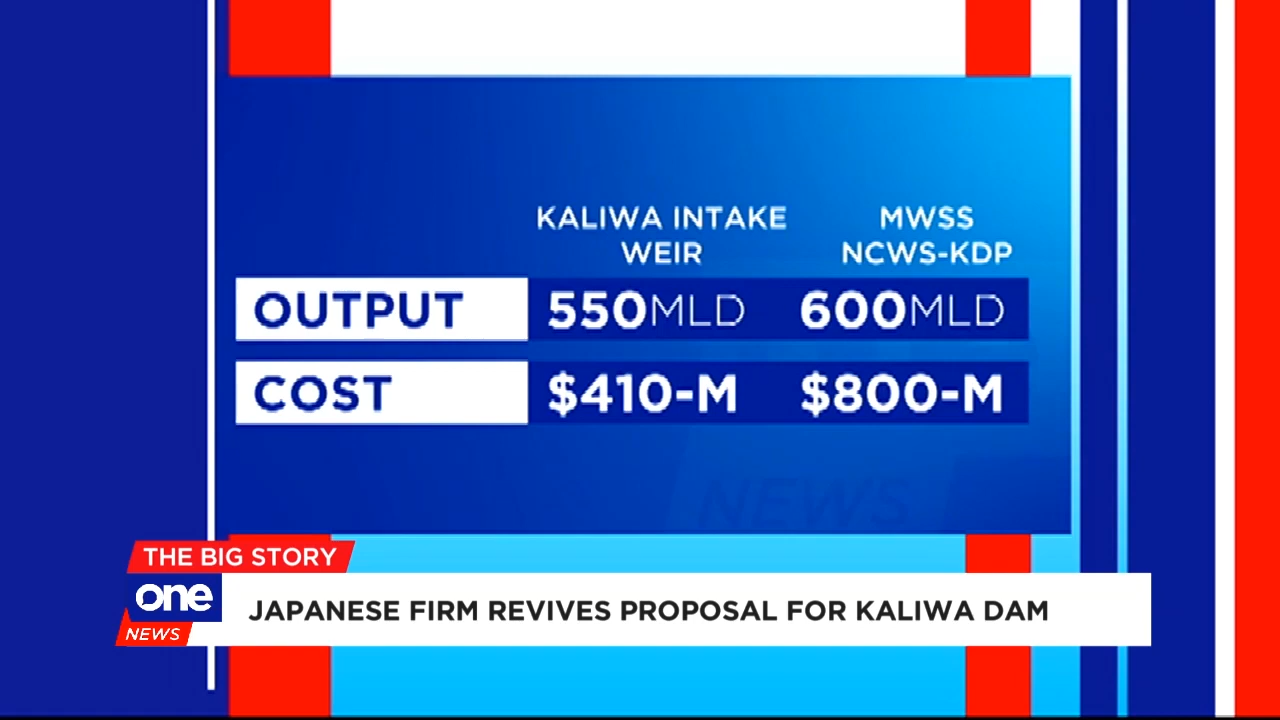 KALIWA INTAKE WEIR
MWSS NCWS-KDP
OUTPUT 550MLD 600MLD
COST $410-M $800-M
NEWS
THE BIG STORY
one NEWS
JAPANESE FIRM REVIVES PROPOSAL FOR KALIWA DAM